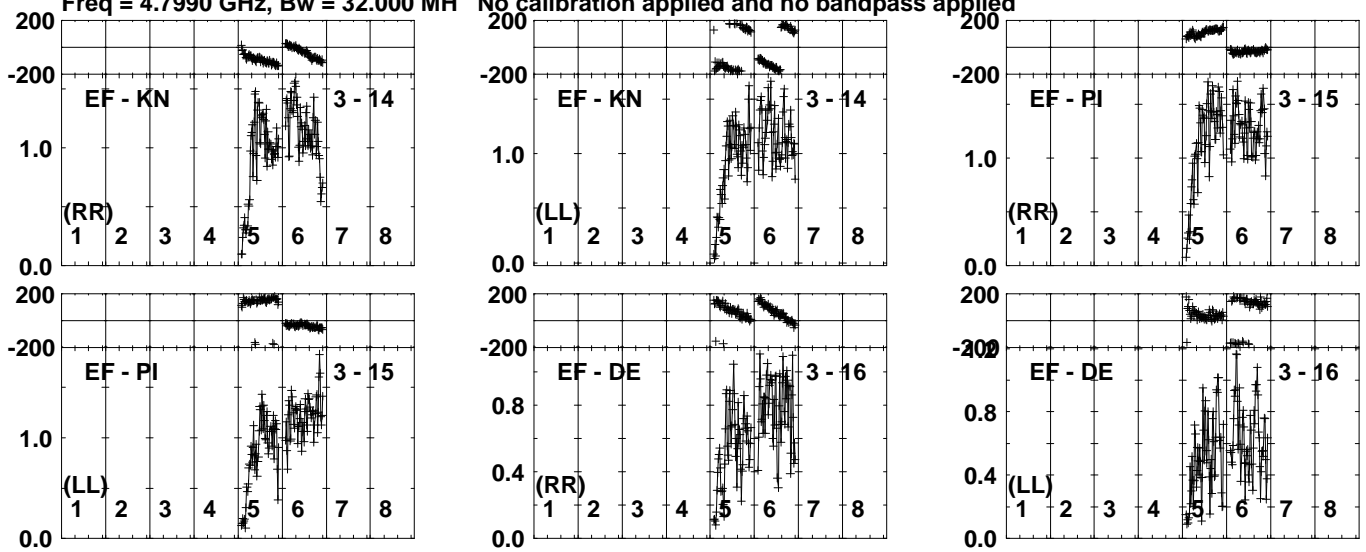 Freq = 4.7990 GHz, Bw = 32.000 MH No calibration applied and no bandpass applied
200
-200
EF - KN 3 - 14
1.0
(RR)
1 2 3 4 5 6 7 8
0.0
200
-200
EF - KN 3 - 14
1.0
(LL)
1 2 3 4 5 6 7 8
0.0
200
-200
EF - PI 3 - 15
1.0
(RR)
1 2 3 4 5 6 7 8
0.0
200
-200
EF - PI 3 - 15
1.0
(LL)
1 2 3 4 5 6 7 8
0.0
200
-200
EF - DE 3 - 16
0.8
0.4
(RR)
1 2 3 4 5 6 7 8
0.0
200
-200
1.2
EF - DE 3 - 16
0.8
0.4
(LL)
1 2 3 4 5 6 7 8
0.0